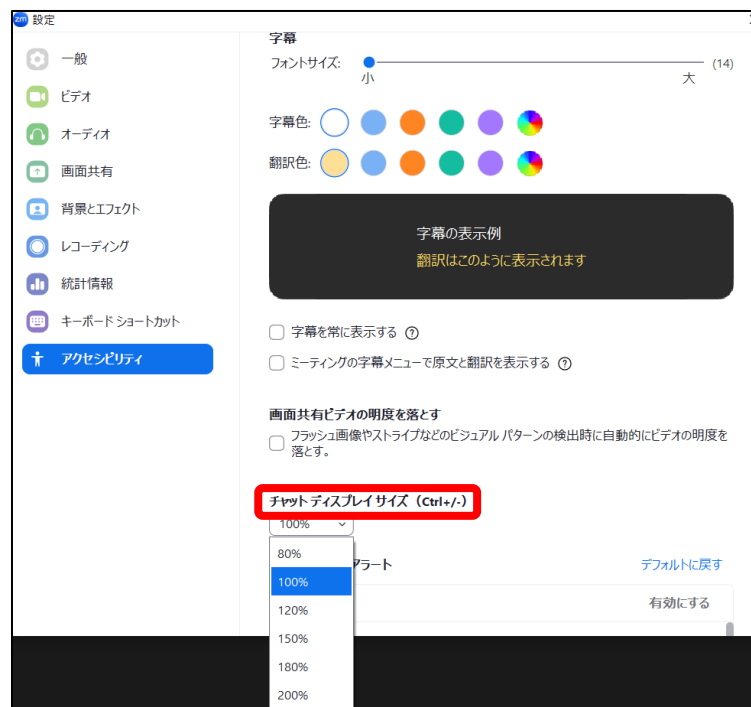 zm 設定
一般
ビデオ
オーディオ
画面共有
背景とエフェクト
レコーディング
統計情報
キーボード ショートカット
アクセシビリティ
字幕
フォントサイズ:
(14)
小
大
字幕色:
翻訳色:
字幕の表示例
翻訳はこのように表示されます
字幕を常に表示する ?
ミーティングの字幕メニューで原文と翻訳を表示する ?
画面共有ビデオの明度を落とす
フラッシュ画像やストライプなどのビジュアル パターンの検出時に自動的にビデオの明度を
落とす。
チャット ディスプレイ サイズ (Ctrl+/-)
100%
80%
100%
120%
150%
180%
200%
アラート
デフォルトに戻す
有効にする